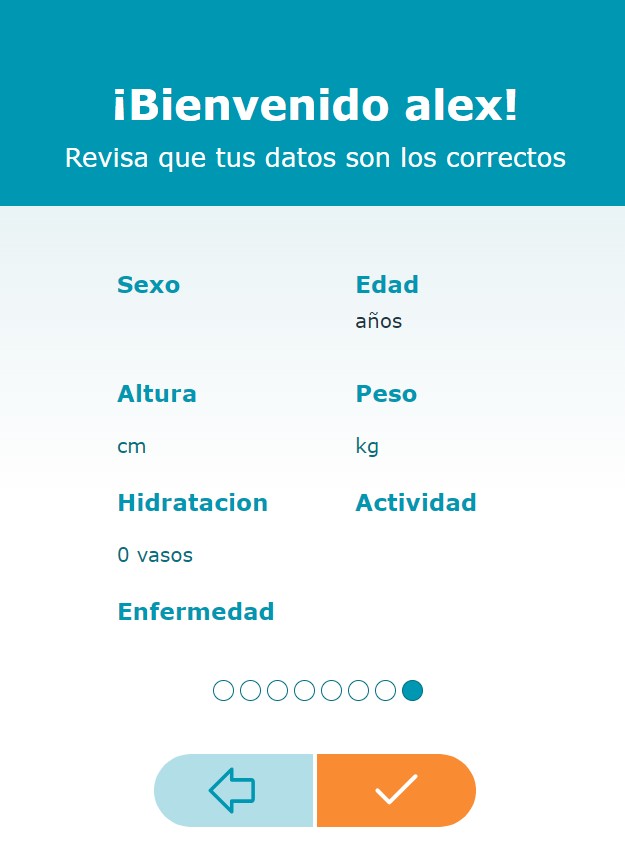 ¡Bienvenido alex!
Revisa que tus datos son los correctos
Sexo
Edad
años
Altura
Peso
cm
kg
Hidratacion
Actividad
0 vasos
Enfermedad